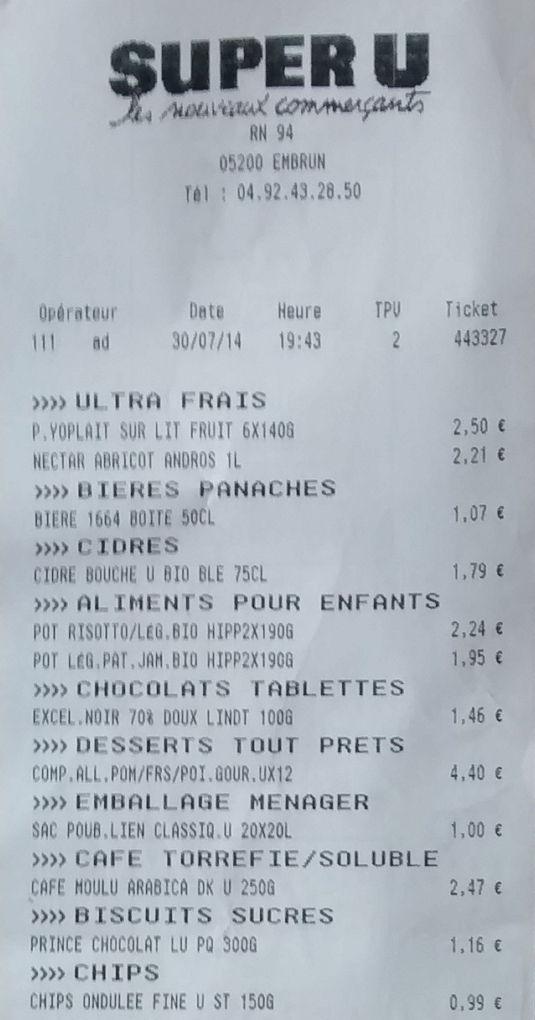 SUPER U
les nouveaux commerçants
RN 94
05200 EMBRUN
Tél : 04.92.43.28.50
Opérateur Date Heure TPV Ticket
111 ad 30/07/14 19:43 2 443327
»» ULTRA FRAIS
P.YOPLAIT SUR LIT FRUIT 6X140G 2,50 €
NECTAR ABRICOT ANDROS 1L 2,21 €
»» BIERES PANACHES
BIERE 1664 BOITE 50CL 1,07 €
»» CIDRES
CIDRE BOUCHE U BIO BLE 75CL 1,79 €
»» ALIMENTS POUR ENFANTS
POT RISOTTO/LEG.BIO HIPP2X190G 2,24 €
POT LEG.PAT.JAM.BIO HIPP2X190G 1,95 €
»» CHOCOLATS TABLETTES
EXCEL.NOIR 70% DOUX LINDT 100G 1,46 €
»» DESSERTS TOUT PRETS
COMP.ALL.POM/FRS/POI.GOUR.UX12 4,40 €
»» EMBALLAGE MENAGER
SAC POUB.LIEN CLASSIQ.U 20X20L 1,00 €
»» CAFE TORREFIE/SOLUBLE
CAFE MOULU ARABICA DK U 250G 2,47 €
»» BISCUITS SUCRES
PRINCE CHOCOLAT LU PQ 300G 1,16 €
»» CHIPS
CHIPS ONDULEE FINE U ST 150G 0,99 €